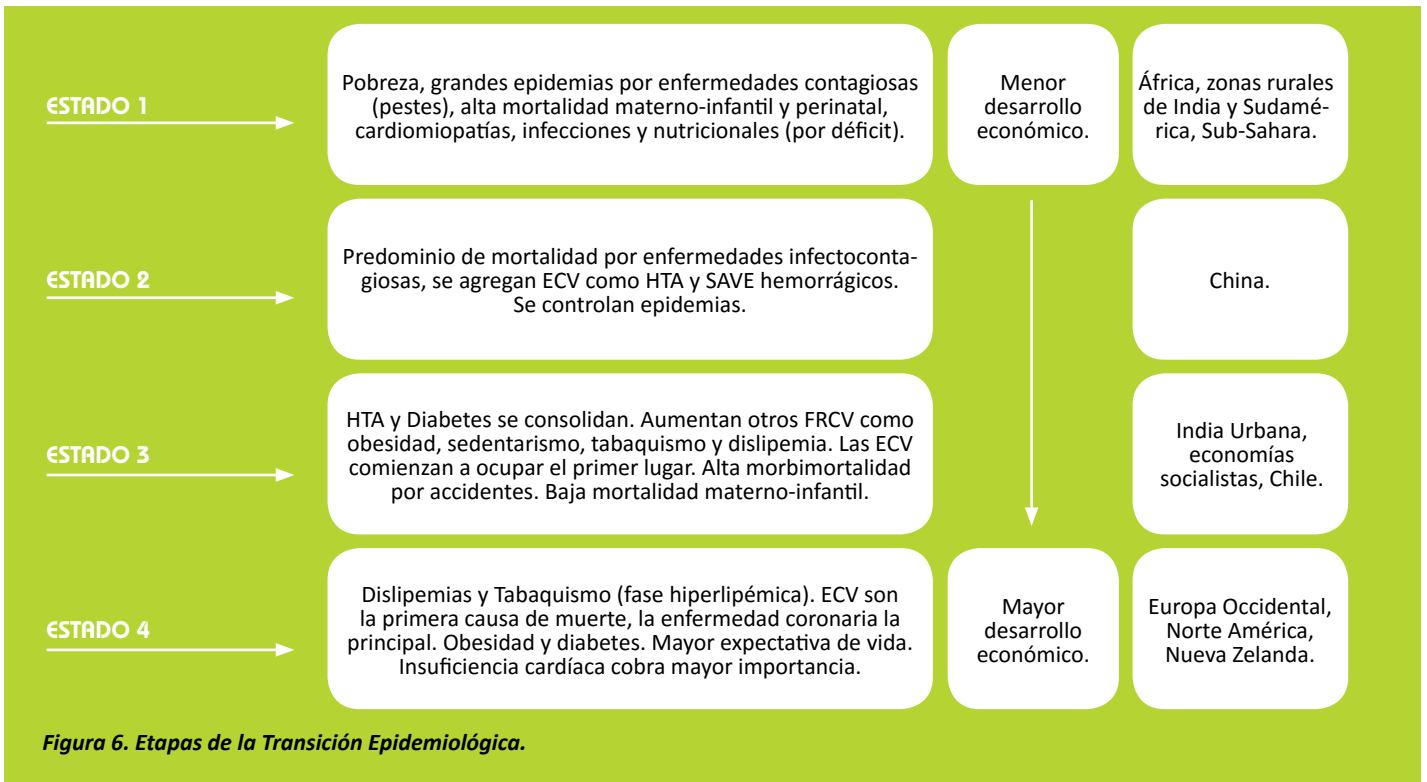 ESTADO 1
Pobreza, grandes epidemias por enfermedades contagiosas
(pestes), alta mortalidad materno-infantil y perinatal,
cardiomiopatías, infecciones y nutricionales (por déficit).
Menor
desarrollo
económico.
África, zonas rurales
de India y Sudamé-
rica, Sub-Sahara.
ESTADO 2
Predominio de mortalidad por enfermedades infectoconta-
giosas, se agregan ECV como HTA y SAVE hemorrágicos.
Se controlan epidemias.
China.
ESTADO 3
HTA y Diabetes se consolidan. Aumentan otros FRCV como
obesidad, sedentarismo, tabaquismo y dislipemia. Las ECV
comienzan a ocupar el primer lugar. Alta morbimortalidad
por accidentes. Baja mortalidad materno-infantil.
India Urbana,
economías
socialistas, Chile.
ESTADO 4
Dislipemias y Tabaquismo (fase hiperlipémica). ECV son
la primera causa de muerte, la enfermedad coronaria la
principal. Obesidad y diabetes. Mayor expectativa de vida.
Insuficiencia cardíaca cobra mayor importancia.
Mayor
desarrollo
económico.
Europa Occidental,
Norte América,
Nueva Zelanda.
Figura 6. Etapas de la Transición Epidemiológica.